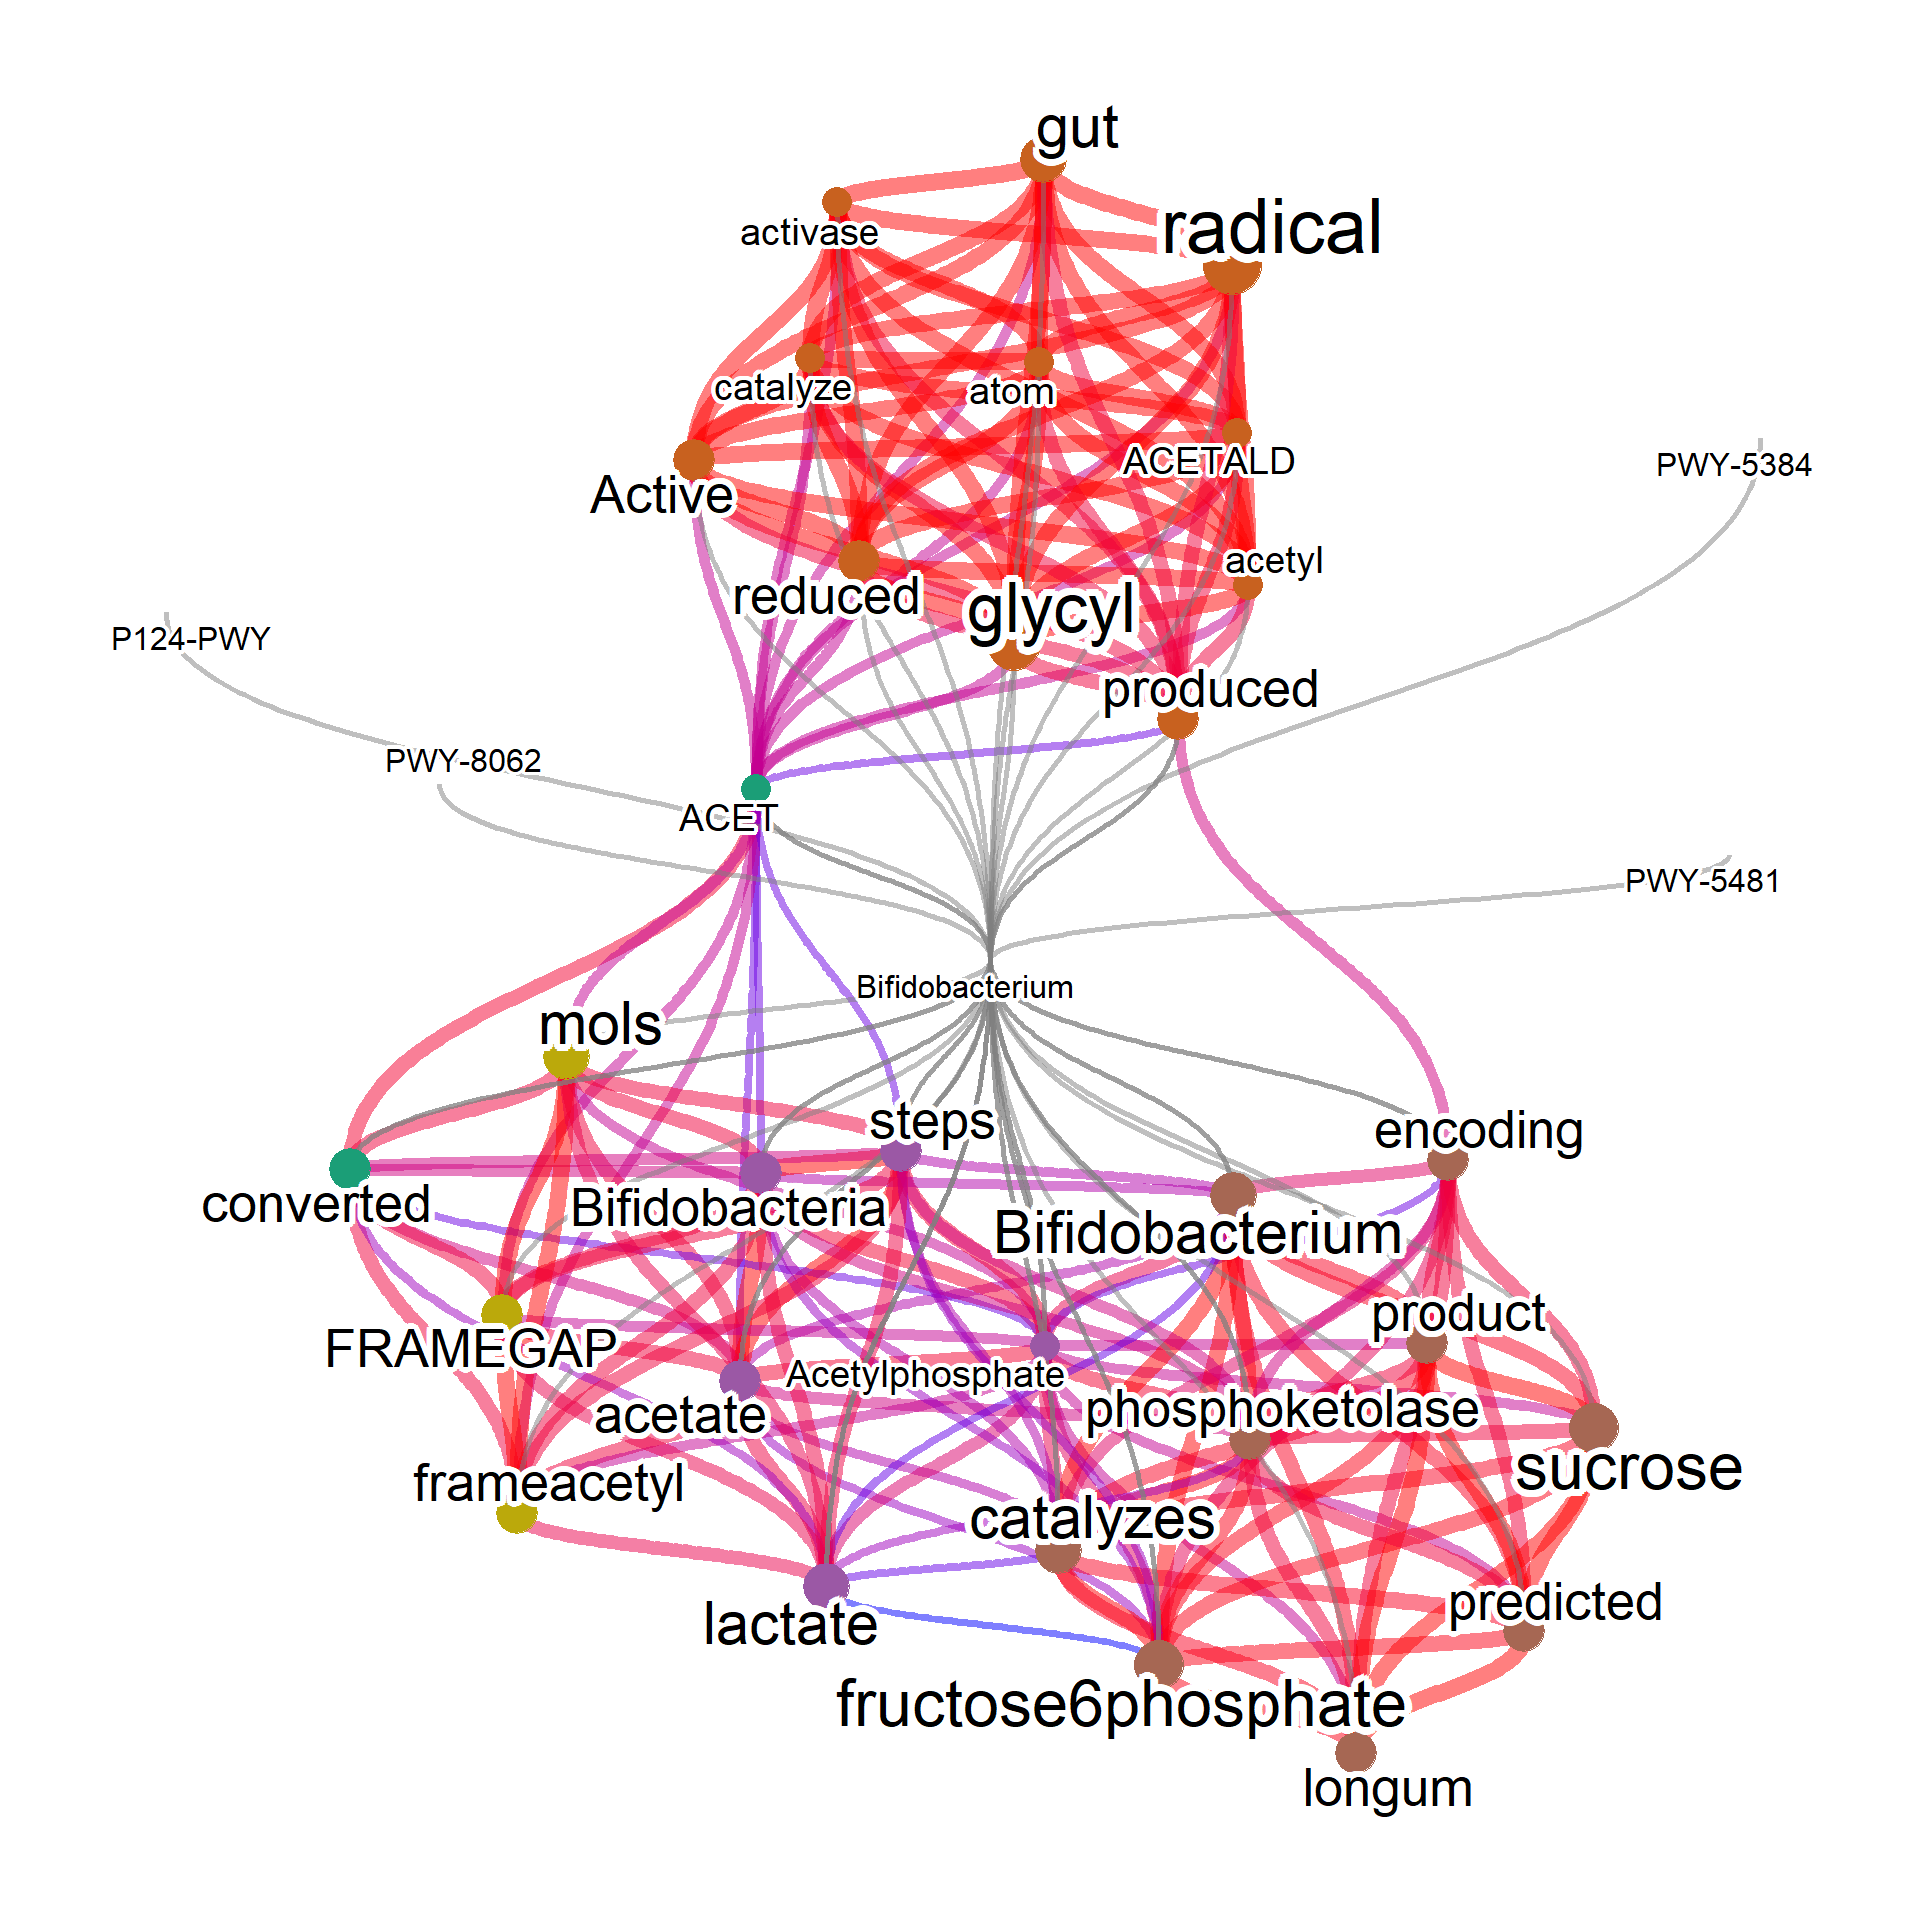 gut
radical
activase
catalyze
atom
ACETALD
PWY-5384
Active
acetyl
reduced
glycyl
P124-PWY
produced
PWY-8062
ACET
PWY-5481
Bifidobacterium
mols
steps
encoding
converted
Bifidobacteria
Bifidobacterium
product
FRAMEGAP
Acetylphosphate
acetate
phosphoketolase
sucrose
frameacetyl
catalyzes
predicted
lactate
fructose6phosphate
longum